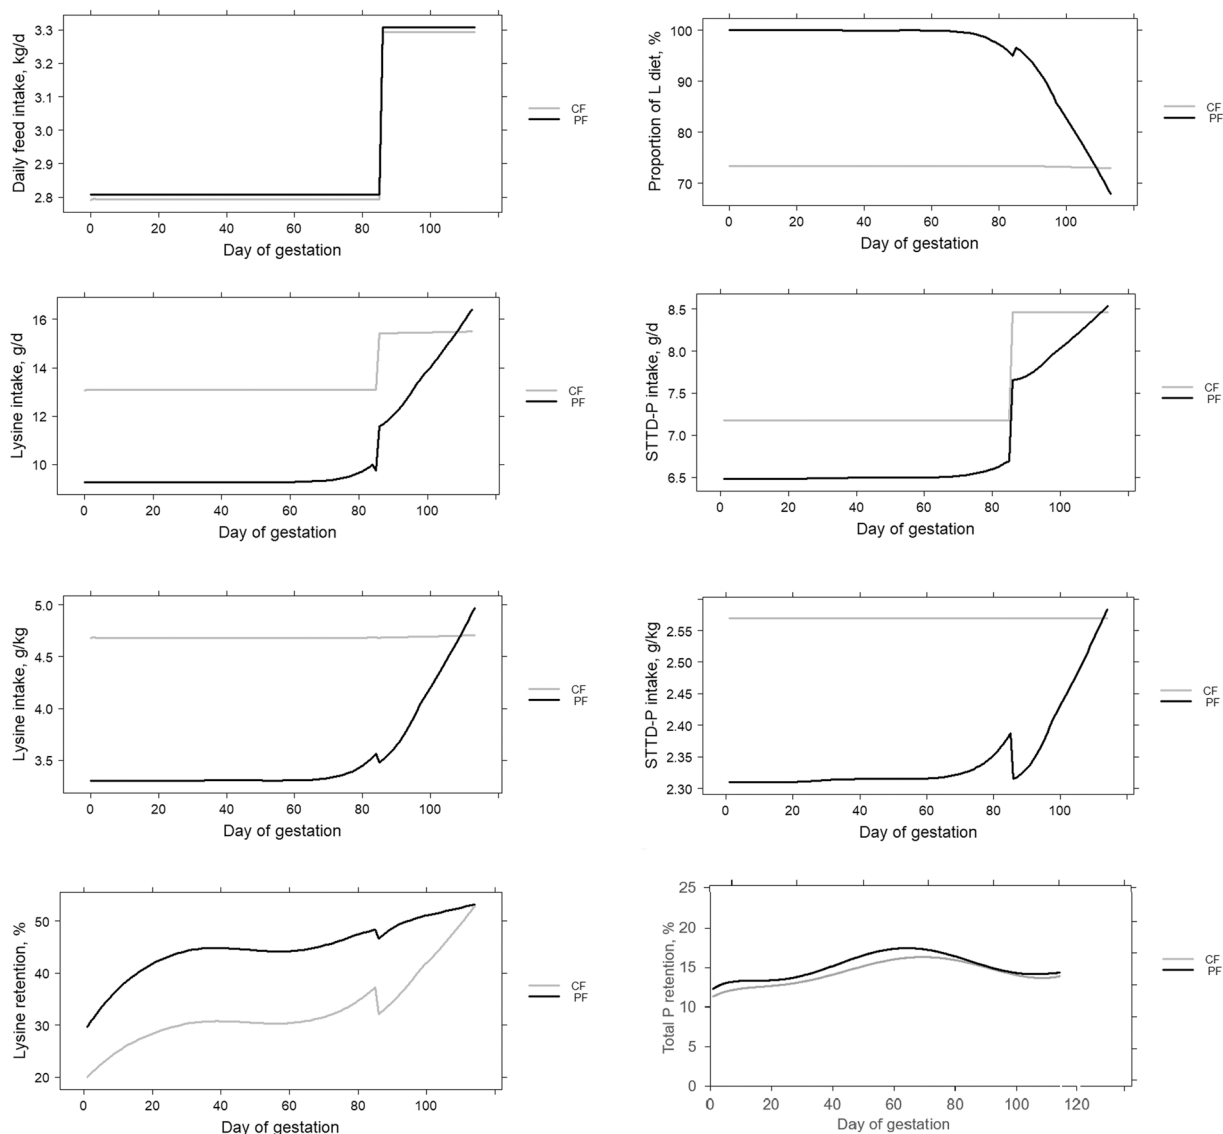 Daily feed intake, kg/d
3.3
3.2
3.1
3.0
2.9
2.8
0 20 40 60 80 100
Day of gestation
CF
PF
Proportion of L diet, %
100
90
80
70
0 20 40 60 80 100
Day of gestation
CF
PF
Lysine intake, g/d
16
14
12
10
0 20 40 60 80 100
Day of gestation
CF
PF
STTD-P intake, g/d
8.5
8.0
7.5
7.0
6.5
0 20 40 60 80 100
Day of gestation
CF
PF
Lysine intake, g/kg
5.0
4.5
4.0
3.5
0 20 40 60 80 100
Day of gestation
CF
PF
STTD-P intake, g/kg
2.55
2.50
2.45
2.40
2.35
2.30
0 20 40 60 80 100
Day of gestation
CF
PF
Lysine retention, %
50
40
30
20
0 20 40 60 80 100
Day of gestation
CF
PF
Total P retention, %
25
20
15
10
5
0
0 20 40 60 80 100 120
Day of gestation
CF
PF